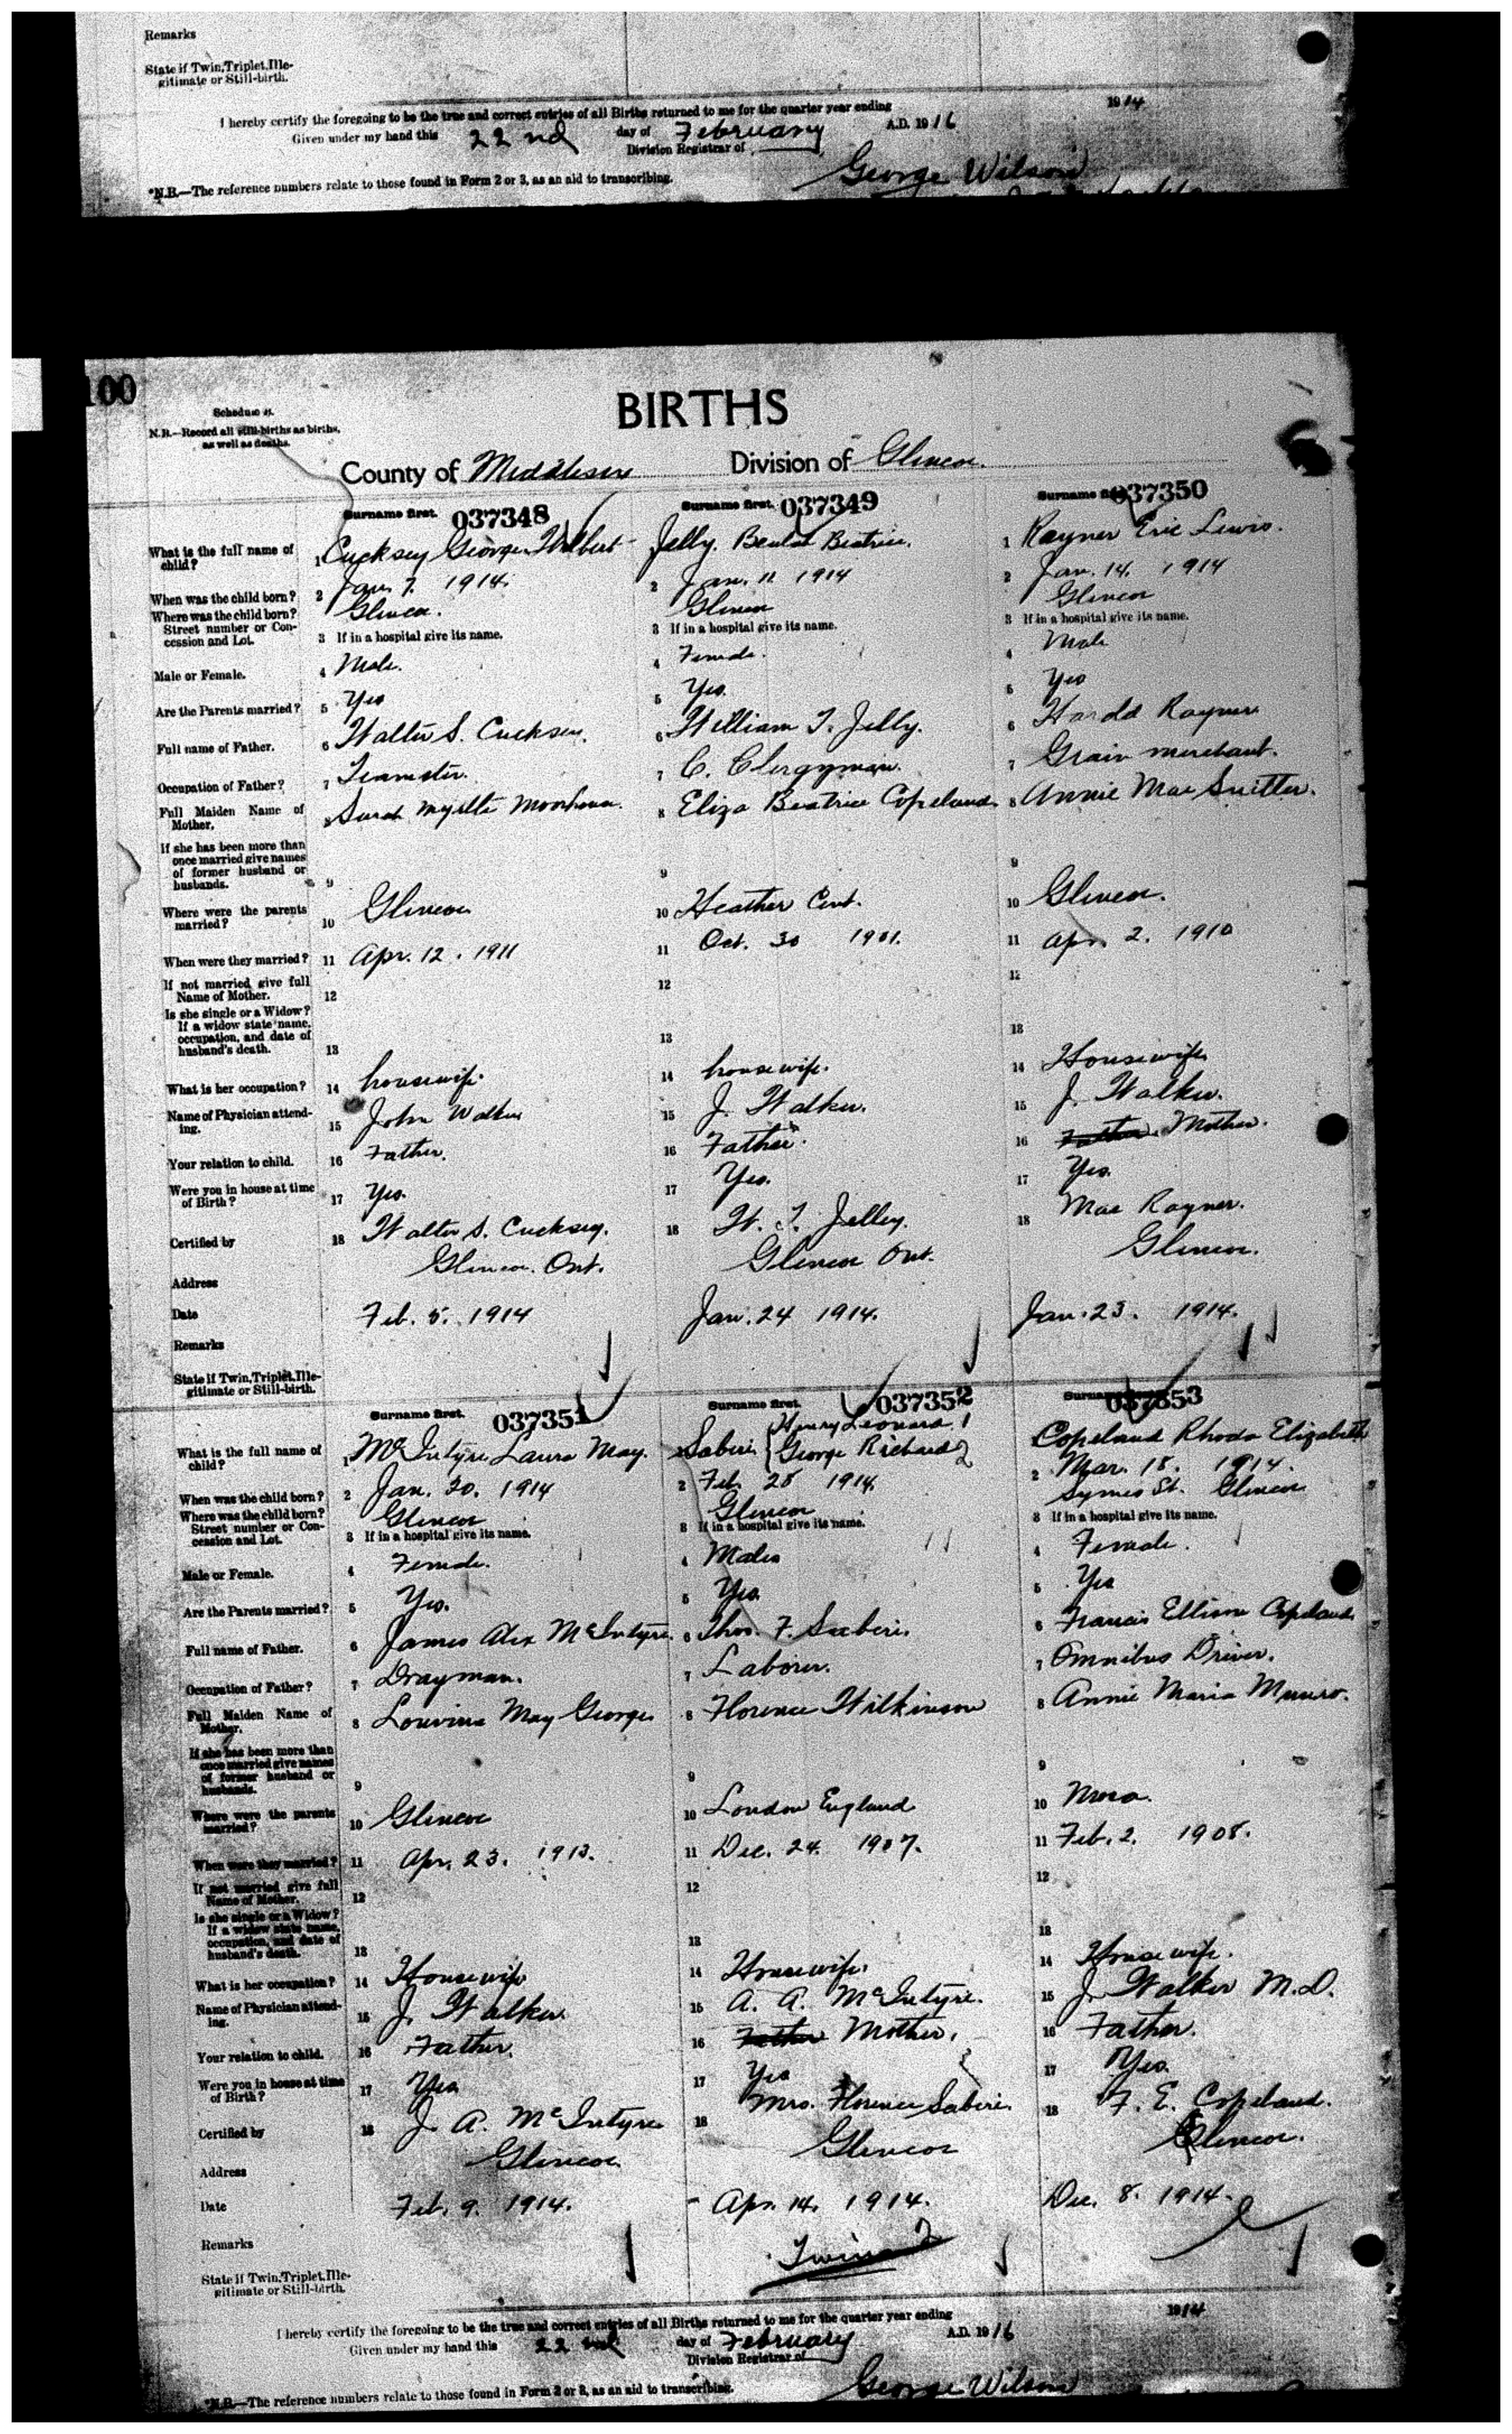 Remarks
State if Twin, Triplet, Ille-
gitimate or Still-birth.
I hereby certify the foregoing to be the true and correct entries of all Births returned to me for the quarter year ending 1914
Given under my hand this 22nd day of February A.D. 1916
Division Registrar of
George Wilson
*N.B.—The reference numbers relate to those found in Form 2 or 3, as an aid to transcribing.
100
BIRTHS
Schedule A.
N.B.—Record all still-births as births,
as well as deaths.
County of Middlesex Division of Glencoe.
Surname first. 037348 Surname first. 037349 Surname first. 037350
What is the full name of child? 1 Cucksey George Wilbert Jelly. Beulah Beatrice. 1 Rayner Eric Lewis.
When was the child born? 2 Jan. 7. 1914. 2 Jan. 11 1914 2 Jan. 14. 1914
Where was the child born? Glencoe. Glencoe Glencoe
Street number or Con-
cession and Lot. 3 If in a hospital give its name. 3 If in a hospital give its name. 3 If in a hospital give its name.
Male or Female. 4 Male. 4 Female. 4 Male
Are the Parents married? 5 Yes 5 Yes. 5 Yes
Full name of Father. 6 Walter S. Cucksey. 6 William T. Jelly. 6 Harold Rayner
Occupation of Father? 7 Teamster. 7 C. Clergyman. 7 Grain merchant.
Full Maiden Name of Mother. 8 Sarah Myrtle 8 Eliza Beatrice Copeland 8 Annie Mae
If she has been more than
once married give names
of former husband or
husbands. 9 9 9
Where were the parents married? 10 Glencoe 10 Heather Cent. 10 Glencoe.
When were they married? 11 Apr. 12. 1911 11 Oct. 30 1901. 11 Apr. 2. 1910
If not married give full
Name of Mother. 12 12 12
Is she single or a Widow?
If a widow state name,
occupation, and date of
husband's death. 13 13 13
What is her occupation? 14 housewife. 14 housewife. 14 Housewife
Name of Physician attend-
ing. 15 John Walker 15 J. Walker. 15 J. Walker.
Your relation to child. 16 Father. 16 Father. 16 Father. Mother.
Were you in house at time
of Birth? 17 Yes. 17 Yes. 17 Yes.
Certified by 18 Walter S. Cucksey. 18 W. T. Jelley. 18 Mae Rayner.
Address Glencoe. Ont. Glencoe Ont. Glencoe.
Date Feb. 5. 1914 Jan. 24 1914. Jan. 23. 1914.
Remarks
State if Twin, Triplet, Ille-
gitimate or Still-birth.
Surname first. 037351 Surname first. 037352 Surname first. 037353
What is the full name of child? 1 McIntyre Laura May. Saberi { Henry Leonard 1 George Richard 2 Copeland Rhoda Elizabeth
When was the child born? 2 Jan. 30. 1914 2 Feb. 28 1914. 2 Mar. 18. 1914.
Where was the child born? Glencoe Glencoe Symes St. Glencoe
Street number or Con-
cession and Lot. 3 If in a hospital give its name. 3 If in a hospital give its name. 3 If in a hospital give its name.
Male or Female. 4 Female. 4 Males 4 Female.
Are the Parents married? 5 Yes. 5 Yes. 5 Yes
Full name of Father. 6 James Alex McIntyre. 6 Thos. F. Saberi. 6 Francis Ellison Copeland
Occupation of Father? 7 Drayman. 7 Laborer. 7 Omnibus Driver.
Full Maiden Name of Mother. 8 Louvina May George 8 Florence Wilkinson 8 Annie Maria Munro.
If she has been more than
once married give names
of former husband or
husbands. 9 9 9
Where were the parents married? 10 Glencoe 10 London England 10 Mosa.
When were they married? 11 Apr. 23. 1913. 11 Dec. 24. 1907. 11 Feb. 2. 1908.
If not married give full
Name of Mother. 12 12 12
Is she single or a Widow?
If a widow state name,
occupation, and date of
husband's death. 13 13 13
What is her occupation? 14 Housewife 14 Housewife. 14 Housewife.
Name of Physician attend-
ing. 15 J. Walker. 15 A. A. McIntyre. 15 J. Walker M.D.
Your relation to child. 16 Father. 16 Father Mother. 16 Father.
Were you in house at time
of Birth? 17 Yes 17 Yes 17 Yes.
Certified by 18 J. A. McIntyre 18 Mrs. Florence Saberi. 18 F. E. Copeland.
Address Glencoe. Glencoe Glencoe.
Date Feb. 9. 1914. Apr. 14. 1914. Dec. 8. 1914.
Remarks
State if Twin, Triplet, Ille-
gitimate or Still-birth. Twins 2
I hereby certify the foregoing to be the true and correct entries of all Births returned to me for the quarter year ending 1914
Given under my hand this 22nd day of February A.D. 1916
Division Registrar of
George Wilson
*N.B.—The reference numbers relate to those found in Form 2 or 3, as an aid to transcribing.